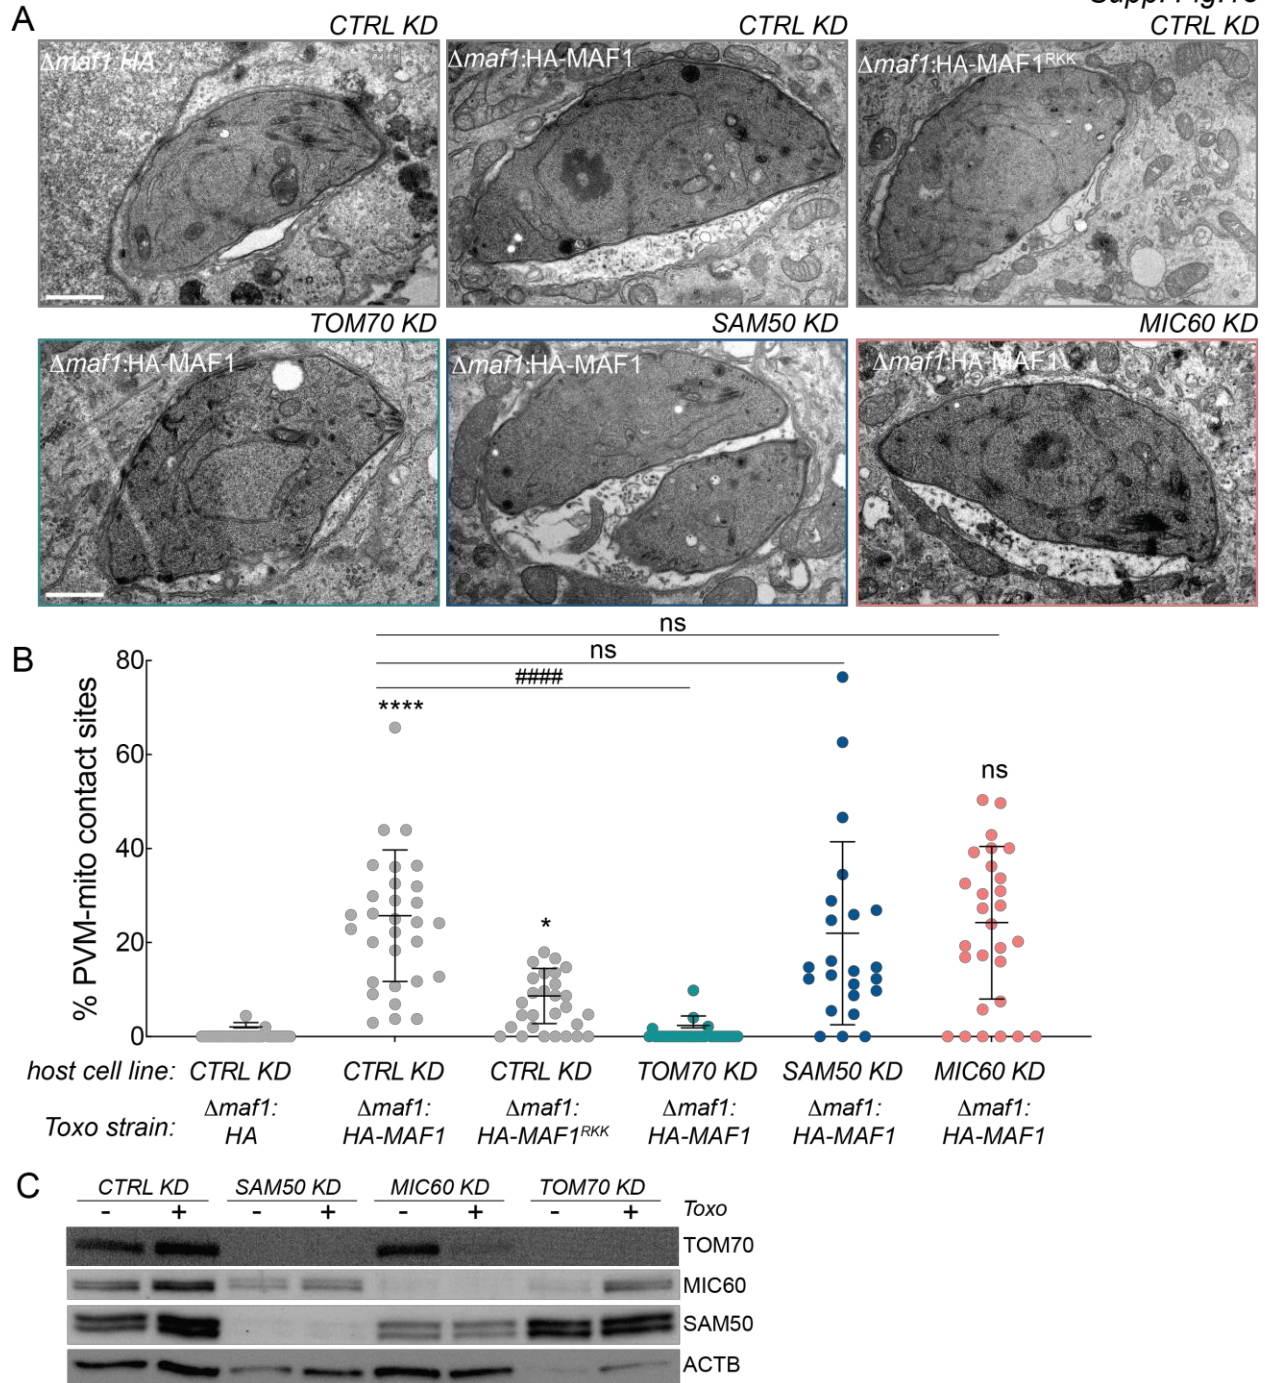 A
CTRL KD
CTRL KD
CTRL KD
Δmaf1:HA
Δmaf1:HA-MAF1
Δmaf1:HA-MAF1RKK
TOM70 KD
SAM50 KD
MIC60 KD
Δmaf1:HA-MAF1
Δmaf1:HA-MAF1
Δmaf1:HA-MAF1
B
ns
ns
####
****
*
ns
% PVM-mito contact sites
80
60
40
20
0
host cell line: CTRL KD CTRL KD CTRL KD TOM70 KD SAM50 KD MIC60 KD
Δmaf1: Δmaf1: Δmaf1: Δmaf1: Δmaf1: Δmaf1:
Toxo strain: HA HA-MAF1 HA-MAF1RKK HA-MAF1 HA-MAF1 HA-MAF1
C
CTRL KD SAM50 KD MIC60 KD TOM70 KD
- + - + - + - + Toxo
TOM70
MIC60
SAM50
ACTB